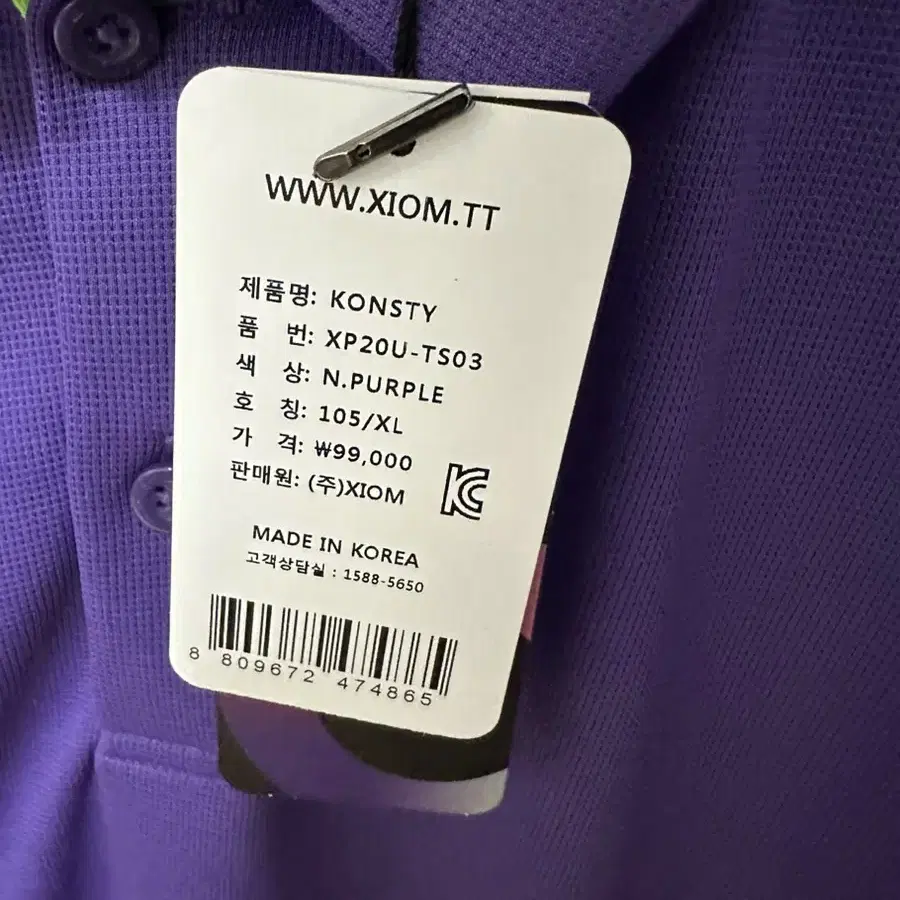 WWW.XIOM.TT
제품명: KONSTY
품 번: XP20U-TS03
색 상: N.PURPLE
호 칭: 105/XL
가 격: ₩99,000
판매원: (주)XIOM
KC
MADE IN KOREA
고객상담실 : 1588-5650
8 809672 474865